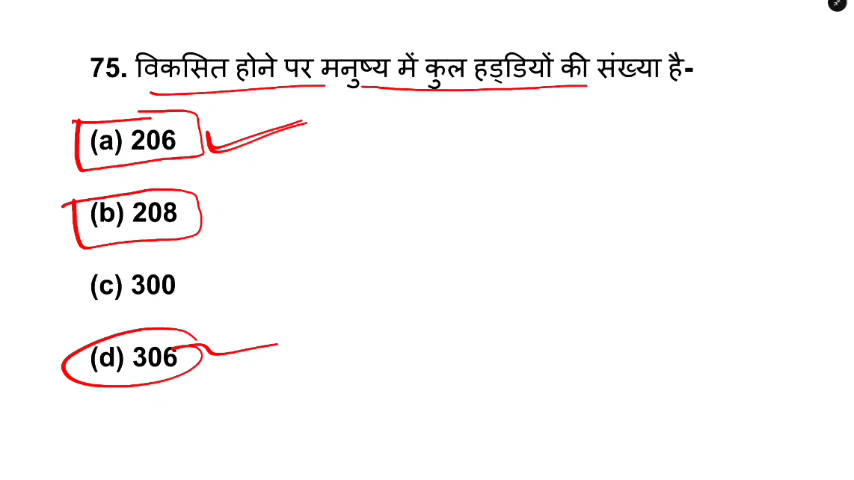 75. विकसित होने पर मनुष्य में कुल हड्डियों की संख्या है-
(a) 206
(b) 208
(c) 300
(d) 306